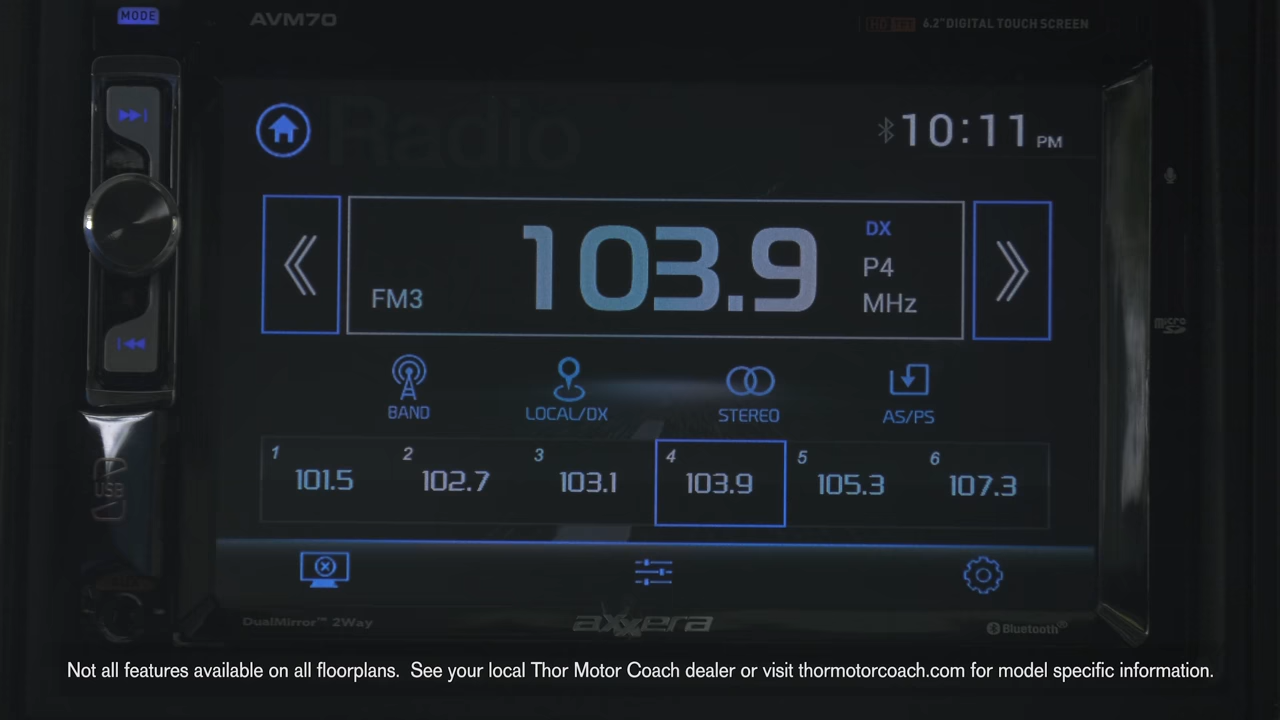 MODE
AVM70
6.2" DIGITAL TOUCH SCREEN
Radio
10:11 PM
103.9
DX
P4
FM3
MHz
BAND
LOCAL/DX
STEREO
AS/PS
1 2 3 4 5 6
101.5 102.7 103.1 103.9 105.3 107.3
micro SD
USB
DualMirror™ 2Way
axxera
Bluetooth®
Not all features available on all floorplans.  See your local Thor Motor Coach dealer or visit thormotorcoach.com for model specific information.